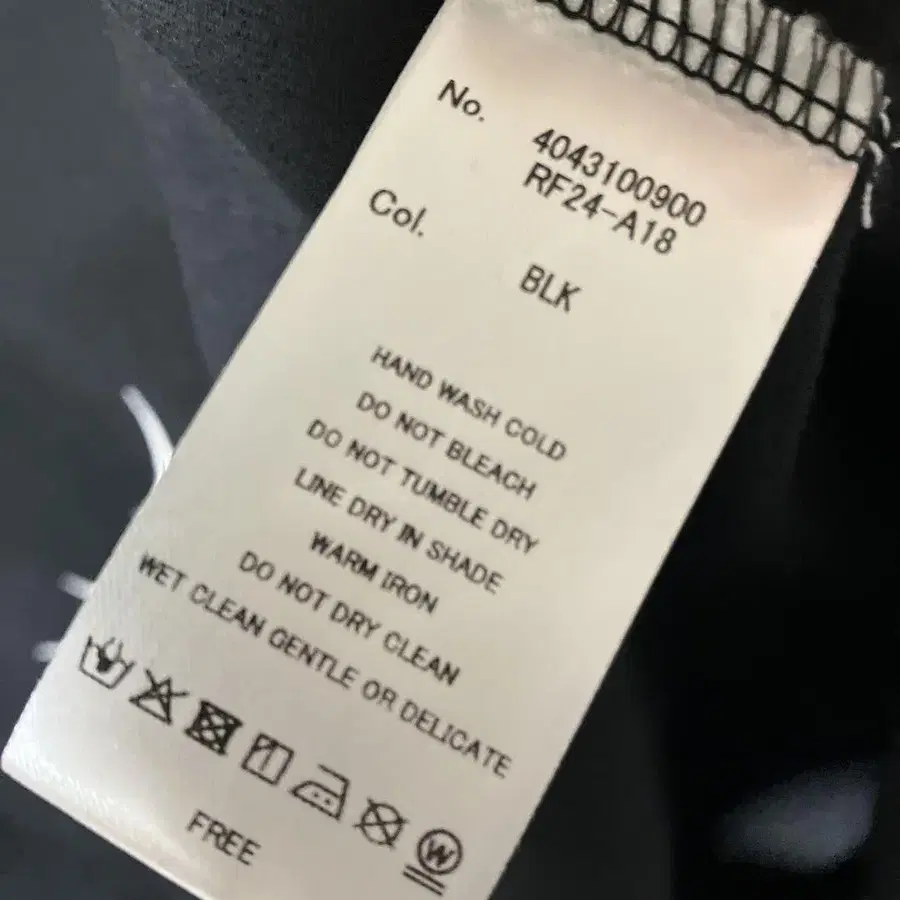 No. 4043100900
RF24-A18
Col. BLK
HAND WASH COLD
DO NOT BLEACH
DO NOT TUMBLE DRY
LINE DRY IN SHADE
WARM IRON
DO NOT DRY CLEAN
WET CLEAN GENTLE OR DELICATE
W
FREE